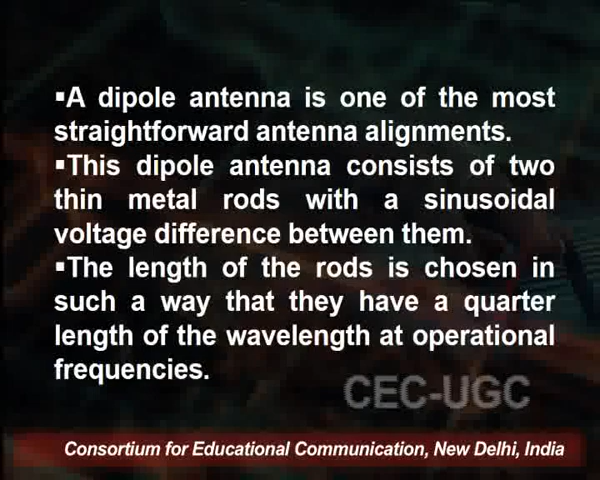 ▪A dipole antenna is one of the most
straightforward antenna alignments.
▪This dipole antenna consists of two
thin metal rods with a sinusoidal
voltage difference between them.
▪The length of the rods is chosen in
such a way that they have a quarter
length of the wavelength at operational
frequencies.
CEC-UGC
Consortium for Educational Communication, New Delhi, India